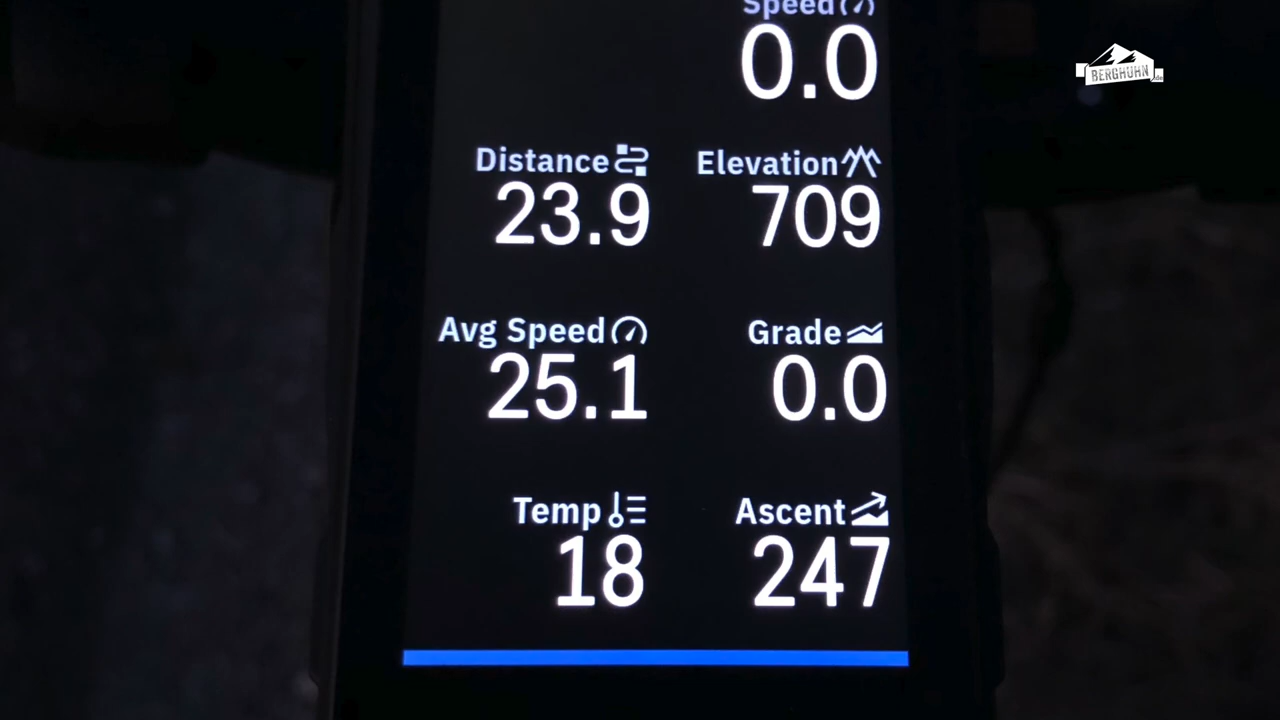 Speed
0.0
BERGHUHN.de
Distance Elevation
23.9 709
Avg Speed Grade
25.1 0.0
Temp Ascent
18 247